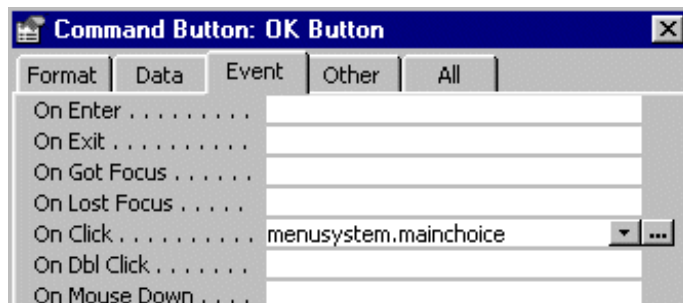 Command Button: OK Button
Format Data Event Other All
On Enter . . . . . . . . .
On Exit . . . . . . . . . .
On Got Focus . . . . . .
On Lost Focus . . . . .
On Click . . . . . . . . . . menusystem.mainchoice ...
On Dbl Click . . . . . . .
On Mouse Down . . . .